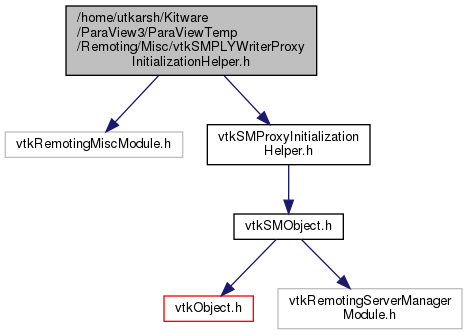 /home/utkarsh/Kitware
/ParaView3/ParaViewTemp
/Remoting/Misc/vtkSMPLYWriterProxy
InitializationHelper.h
vtkRemotingMiscModule.h
vtkSMProxyInitialization
Helper.h
vtkSMObject.h
vtkObject.h
vtkRemotingServerManager
Module.h